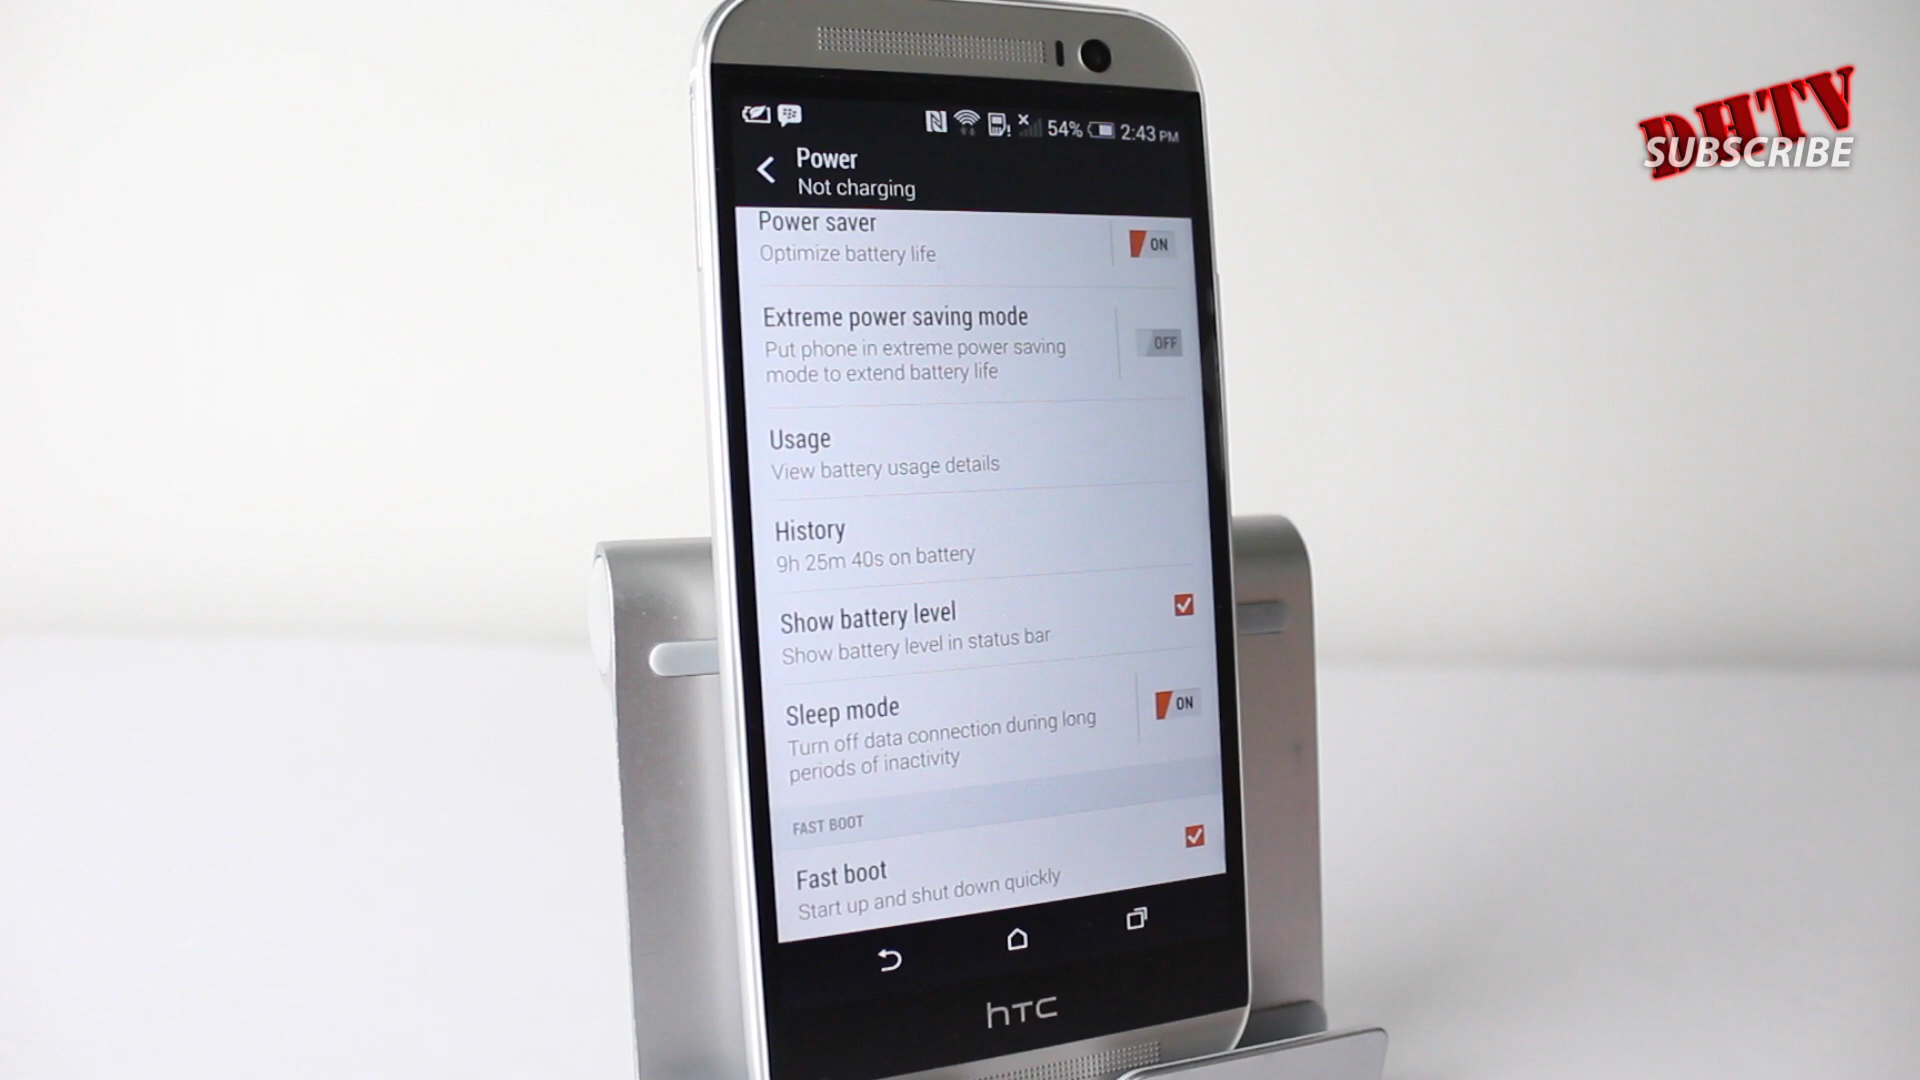 54% 2:43 PM
Power
Not charging
Power saver
Optimize battery life
ON
Extreme power saving mode
Put phone in extreme power saving
mode to extend battery life
OFF
Usage
View battery usage details
History
9h 25m 40s on battery
Show battery level
Show battery level in status bar
Sleep mode
Turn off data connection during long
periods of inactivity
ON
FAST BOOT
Fast boot
Start up and shut down quickly
hTC
DHTV
SUBSCRIBE